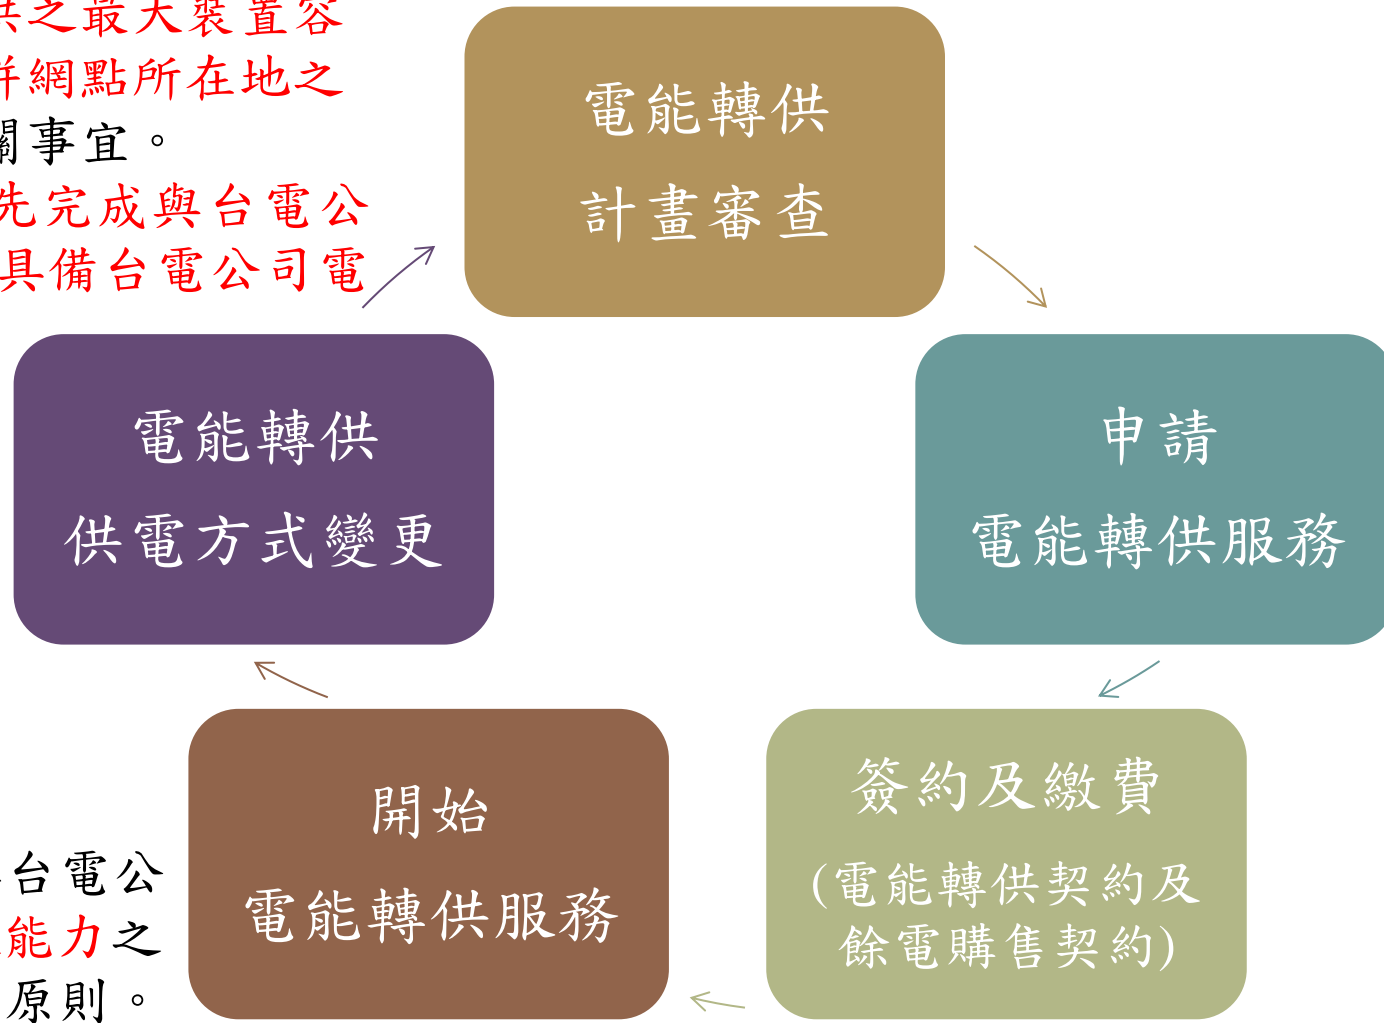 供之最大裝置容
併網點所在地之
關事宜。
先完成與台電公
具備台電公司電
電能轉供
計畫審查
申請
電能轉供服務
簽約及繳費
(電能轉供契約及
餘電購售契約)
開始
電能轉供服務
電能轉供
供電方式變更
台電公
能力之
原則。